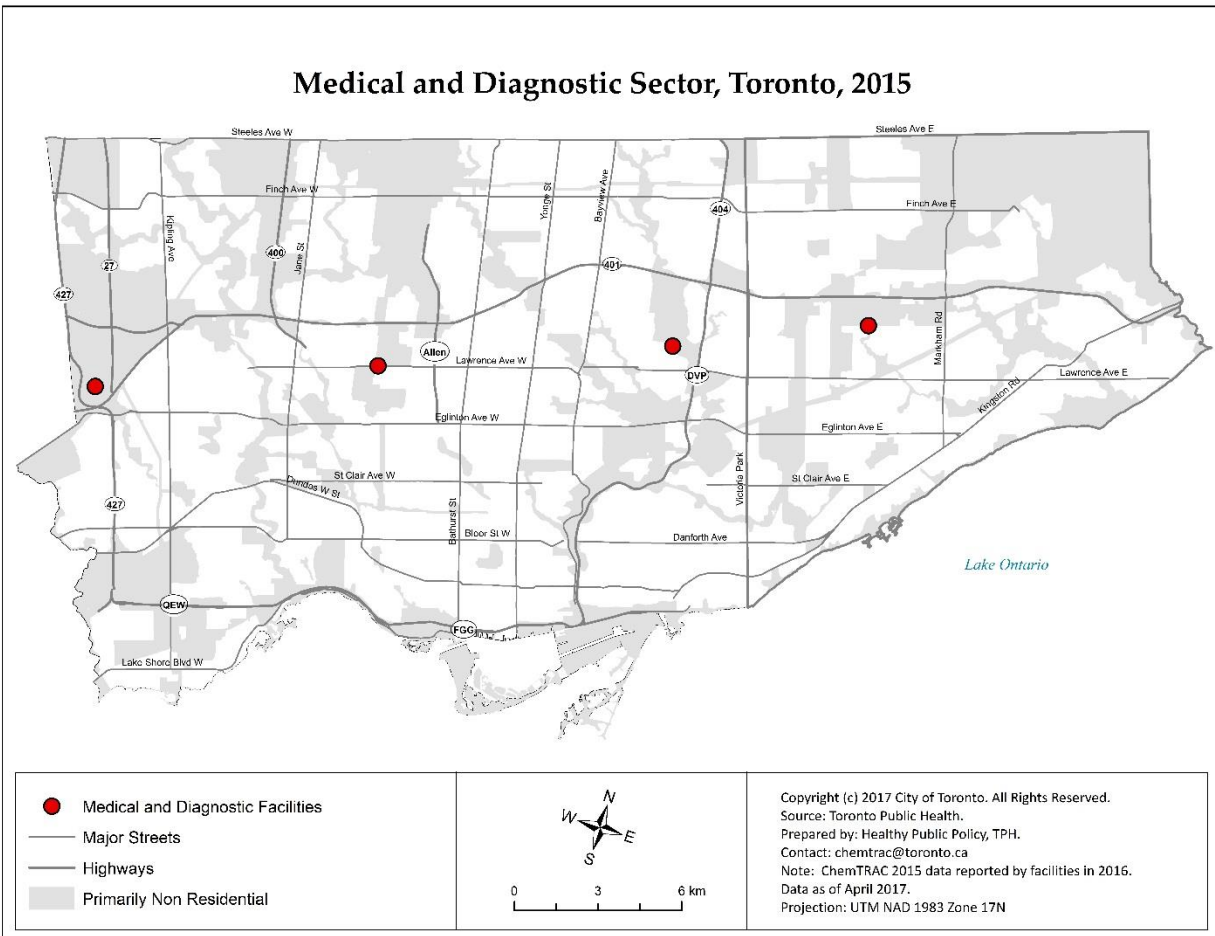 Medical and Diagnostic Sector, Toronto, 2015
Steeles Ave W
Steeles Ave E
Finch Ave W
Finch Ave E
Kipling Ave
Jane St
Yonge St
Bayview Ave
404
27
400
401
427
Markham Rd
Allen
Lawrence Ave W
DVP
Lawrence Ave E
Kingston Rd
Eglinton Ave W
Eglinton Ave E
St Clair Ave W
St Clair Ave E
Dundas W St
Victoria Park
427
Bathurst St
Bloor St W
Danforth Ave
Lake Ontario
QEW
FGG
Lake Shore Blvd W
Medical and Diagnostic Facilities
Major Streets
Highways
Primarily Non Residential
N
W
E
S
0 3 6 km
Copyright (c) 2017 City of Toronto. All Rights Reserved.
Source: Toronto Public Health.
Prepared by: Healthy Public Policy, TPH.
Contact: chemtrac@toronto.ca
Note: ChemTRAC 2015 data reported by facilities in 2016.
Data as of April 2017.
Projection: UTM NAD 1983 Zone 17N